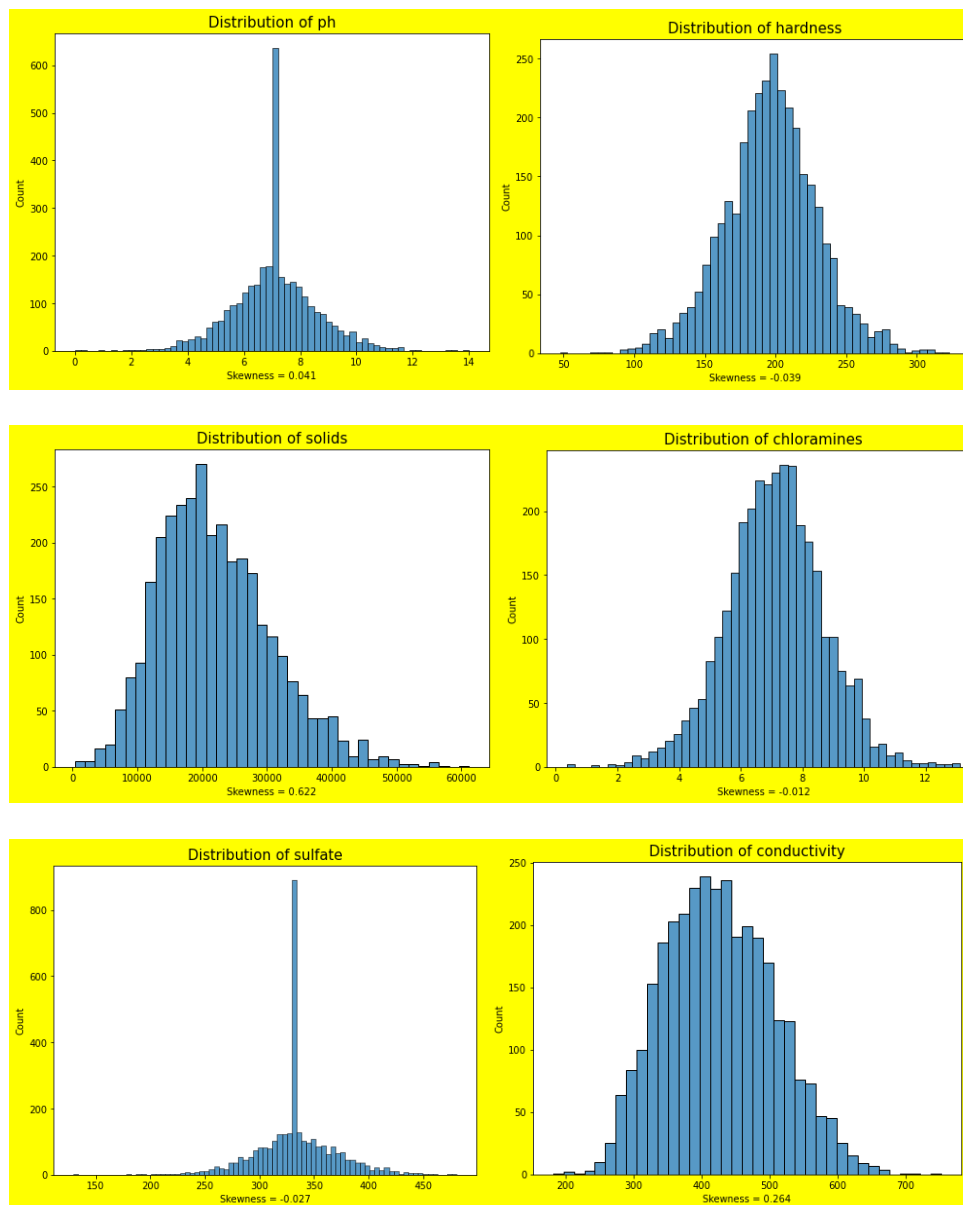 Distribution of ph
600
500
400
300
200
100
0
Count
0 2 4 6 8 10 12 14
Skewness = 0.041
Distribution of hardness
250
200
150
100
50
0
Count
50 100 150 200 250 300
Skewness = -0.039
Distribution of solids
250
200
150
100
50
0
Count
0 10000 20000 30000 40000 50000 60000
Skewness = 0.622
Distribution of chloramines
200
150
100
50
0
Count
0 2 4 6 8 10 12
Skewness = -0.012
Distribution of sulfate
800
600
400
200
0
Count
150 200 250 300 350 400 450
Skewness = -0.027
Distribution of conductivity
250
200
150
100
50
0
Count
200 300 400 500 600 700
Skewness = 0.264